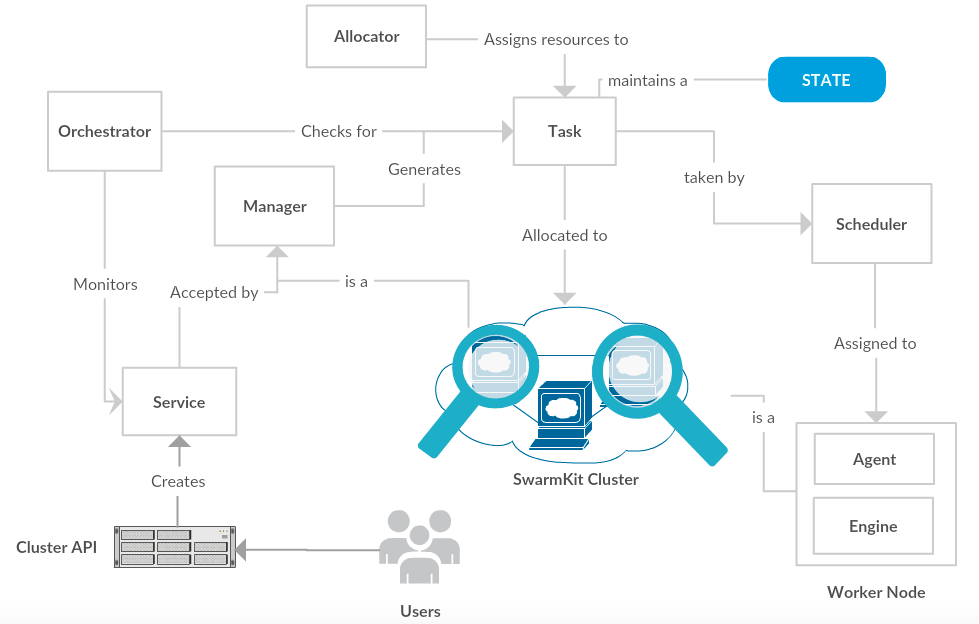 Allocator
Assigns resources to
maintains a
STATE
Orchestrator
Checks for
Task
Generates
taken by
Manager
Scheduler
Allocated to
Monitors
Accepted by
is a
Assigned to
Service
is a
Agent
SwarmKit Cluster
Creates
Engine
Cluster API
Worker Node
Users